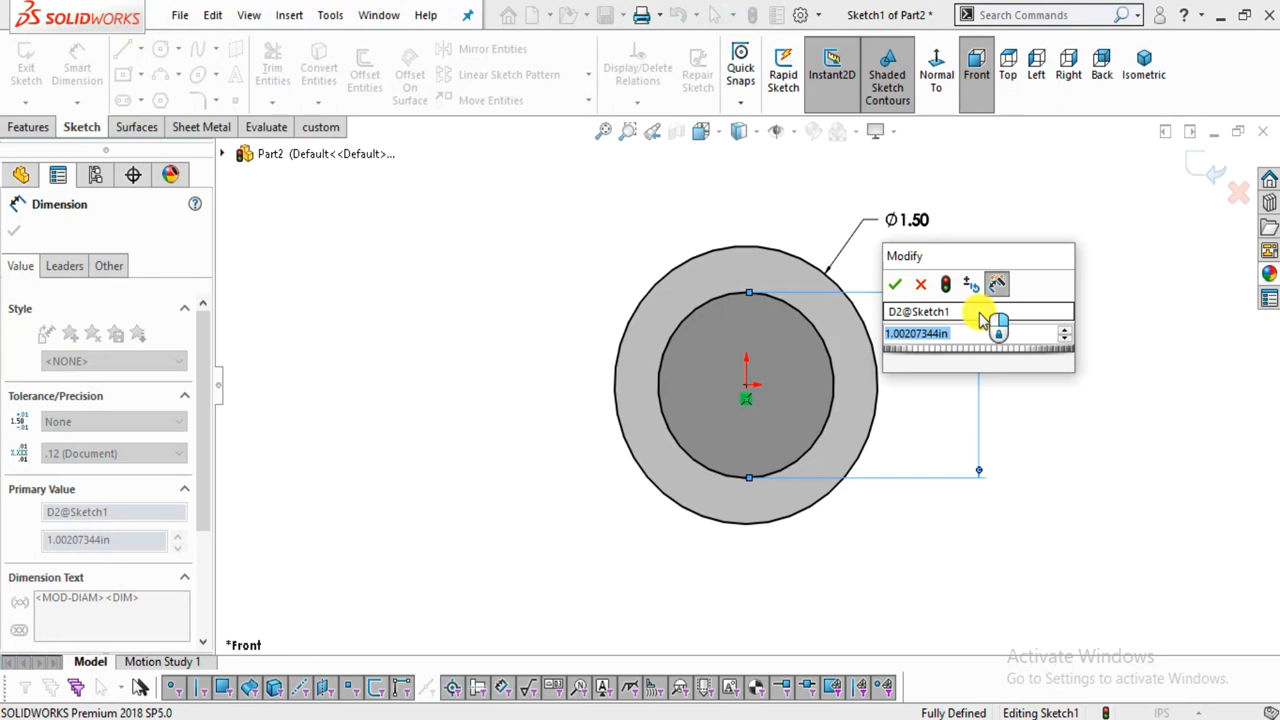 SOLIDWORKS File Edit View Insert Tools Window Help Sketch1 of Part2 * Search Commands
Exit Sketch
Smart Dimension
Trim Entities
Convert Entities
Offset Entities
Offset On Surface
Mirror Entities
Linear Sketch Pattern
Move Entities
Display/Delete Relations
Repair Sketch
Quick Snaps
Rapid Sketch
Instant2D
Shaded Sketch Contours
Normal To
Front
Top
Left
Right
Back
Isometric
Features Sketch Surfaces Sheet Metal Evaluate custom
Part2 (Default<<Default>...
Dimension
Value Leaders Other
Style
<NONE>
Tolerance/Precision
None
.12 (Document)
Primary Value
D2@Sketch1
1.00207344in
Dimension Text
<MOD-DIAM><DIM>
Ø1.50
Modify
D2@Sketch1
1.00207344in
*Front
Activate Windows
Go to Settings to activate Windows.
Model Motion Study 1
SOLIDWORKS Premium 2018 SP5.0 Fully Defined Editing Sketch1 IPS